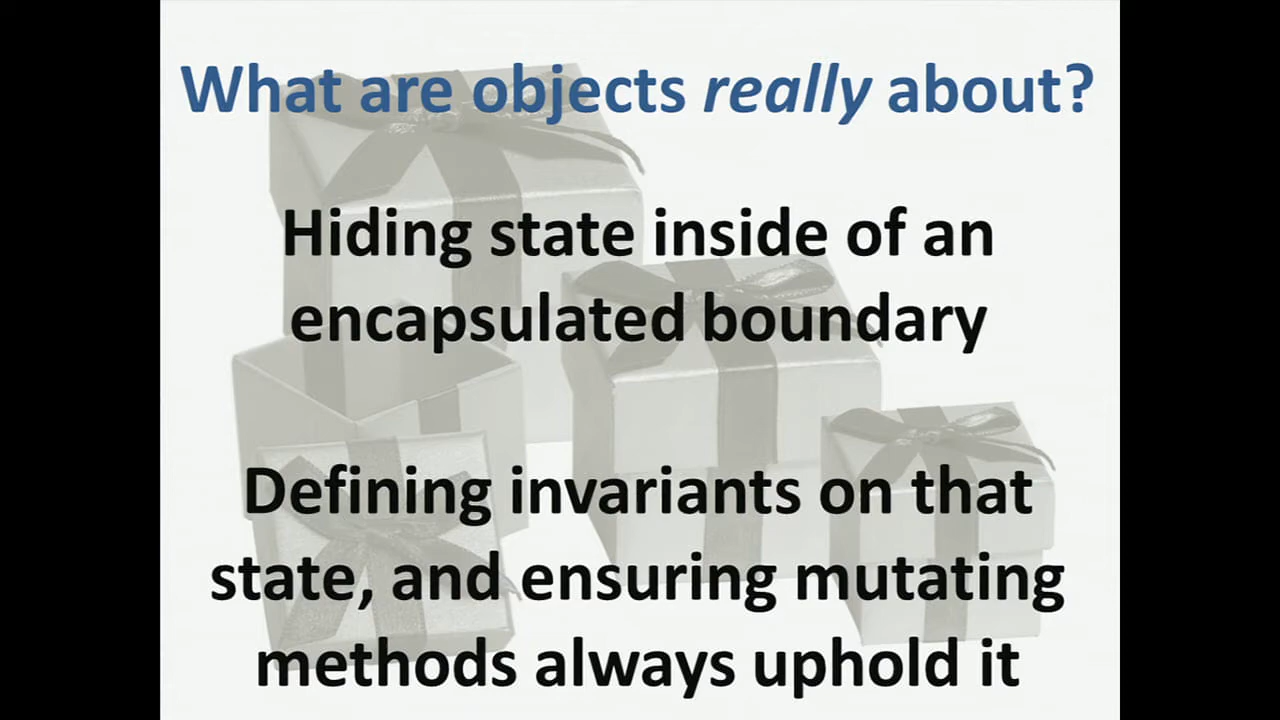 What are objects really about?
Hiding state inside of an
encapsulated boundary
Defining invariants on that
state, and ensuring mutating
methods always uphold it